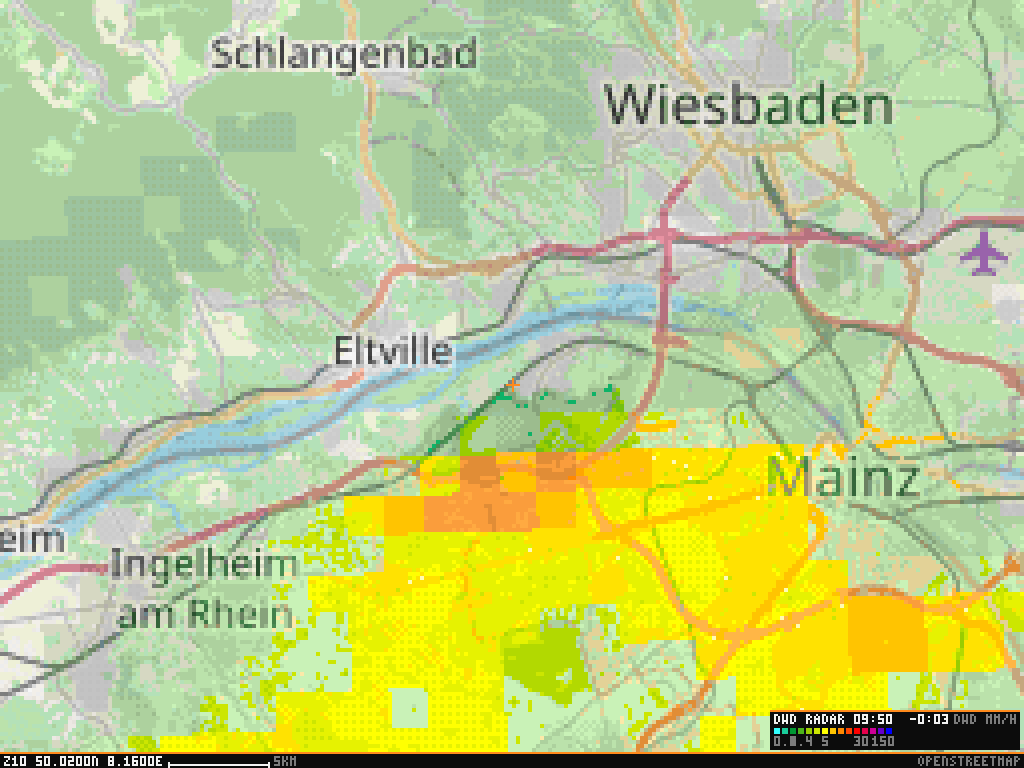 Schlangenbad
Wiesbaden
Eltville
Mainz
eim
Ingelheim
am Rhein
DWD RADAR 09:50 -0:03 DWD MM/H
0.0.4 5 30150
Z10 50.0200N 8.1600E 5KM OPENSTREETMAP